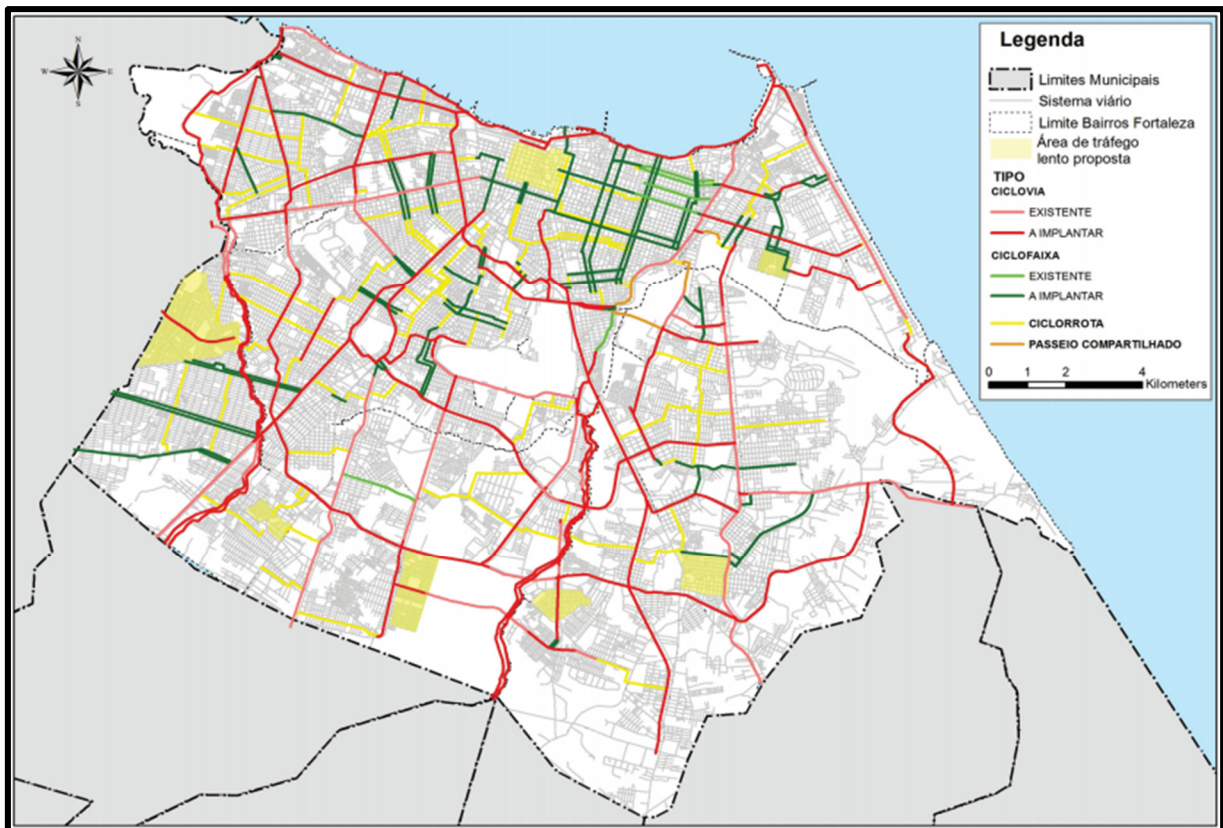 N
W E
S
Legenda
Limites Municipais
Sistema viário
Limite Bairros Fortaleza
Área de tráfego
lento proposta
TIPO
CICLOVIA
EXISTENTE
A IMPLANTAR
CICLOFAIXA
EXISTENTE
A IMPLANTAR
CICLORROTA
PASSEIO COMPARTILHADO
0 1 2 4
Kilometers